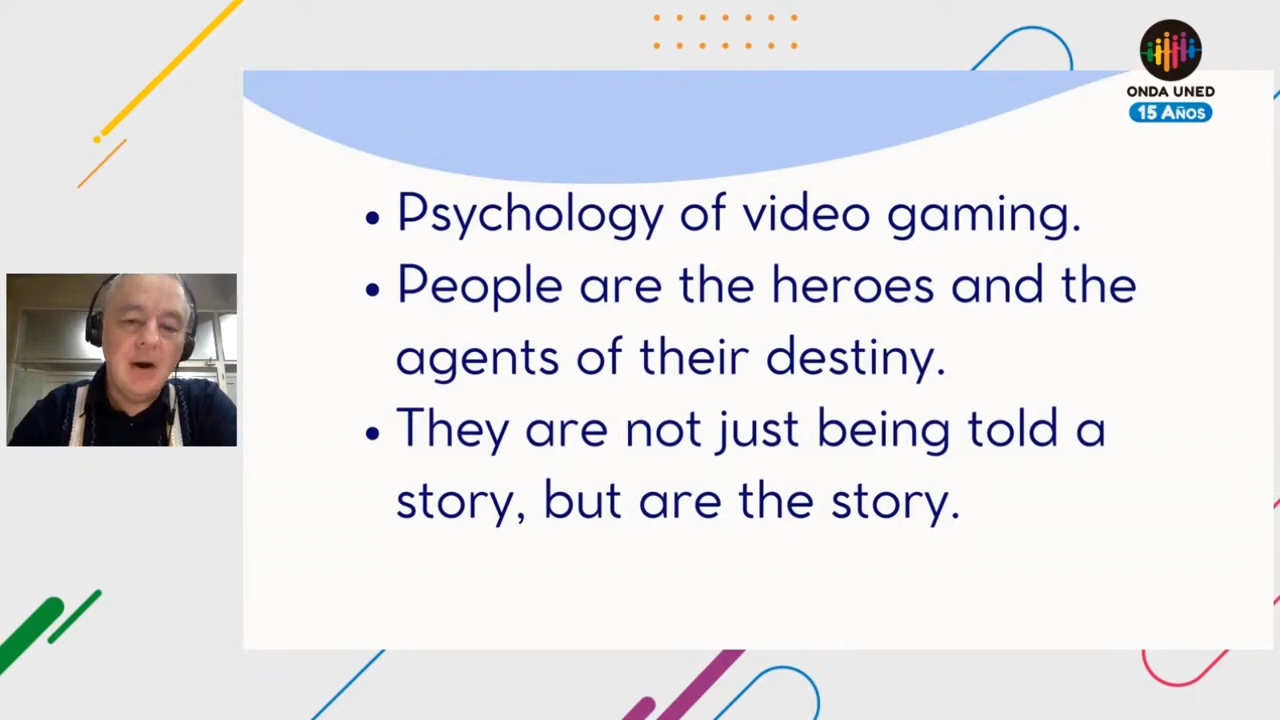 ONDA UNED
15 AÑOS
• Psychology of video gaming.
• People are the heroes and the
agents of their destiny.
• They are not just being told a
story, but are the story.